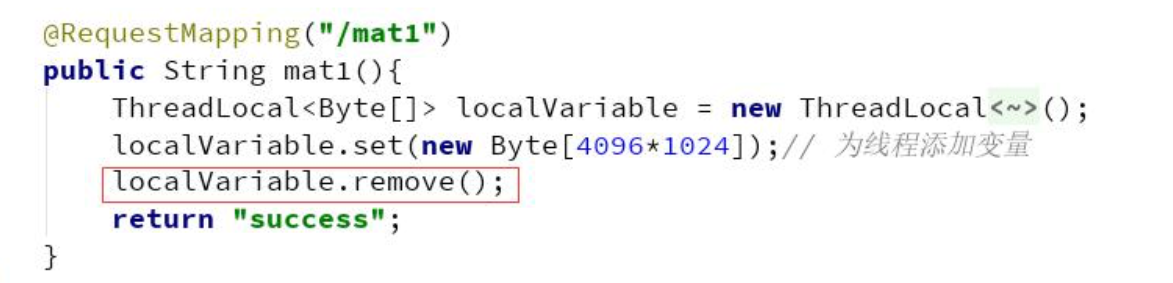 @RequestMapping("/mat1")
public String mat1(){
ThreadLocal<Byte[]> localVariable = new ThreadLocal<~>();
localVariable.set(new Byte[4096*1024]);// 为线程添加变量
localVariable.remove();
return "success";
}